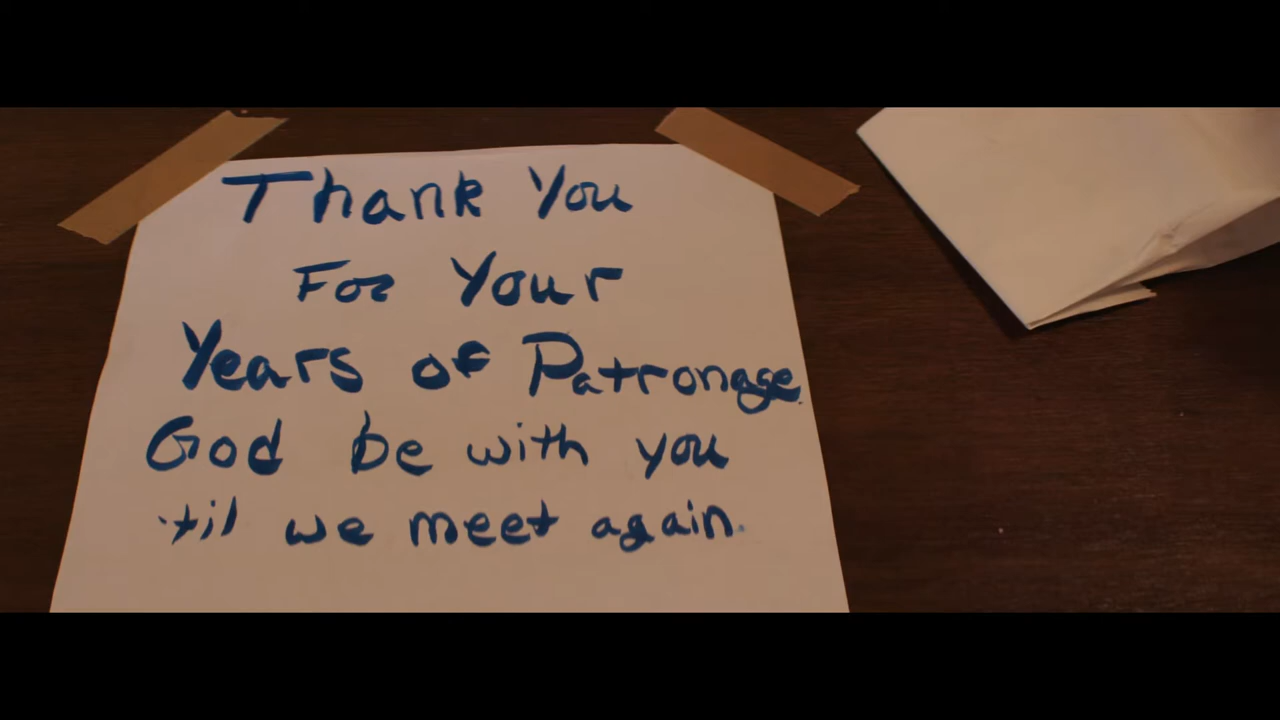 Thank You
For Your
Years of Patronage.
God be with you
'til we meet again.